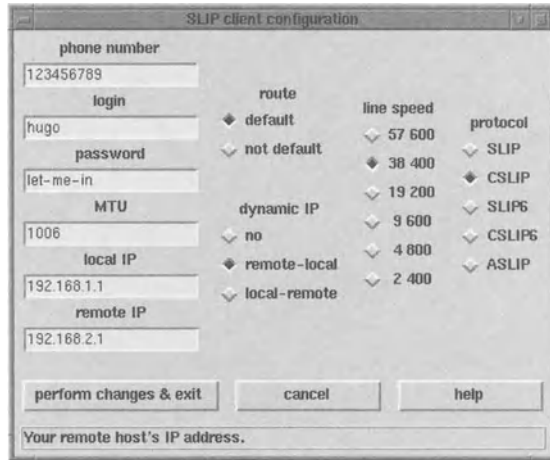 SLIP client configuration
phone number
123456789
login
hugo
password
let-me-in
MTU
1006
local IP
192.168.1.1
remote IP
192.168.2.1
route
default
not default
dynamic IP
no
remote-local
local-remote
line speed
57 600
38 400
19 200
9 600
4 800
2 400
protocol
SLIP
CSLIP
SLIP6
CSLIP6
ASLIP
perform changes & exit
cancel
help
Your remote host's IP address.